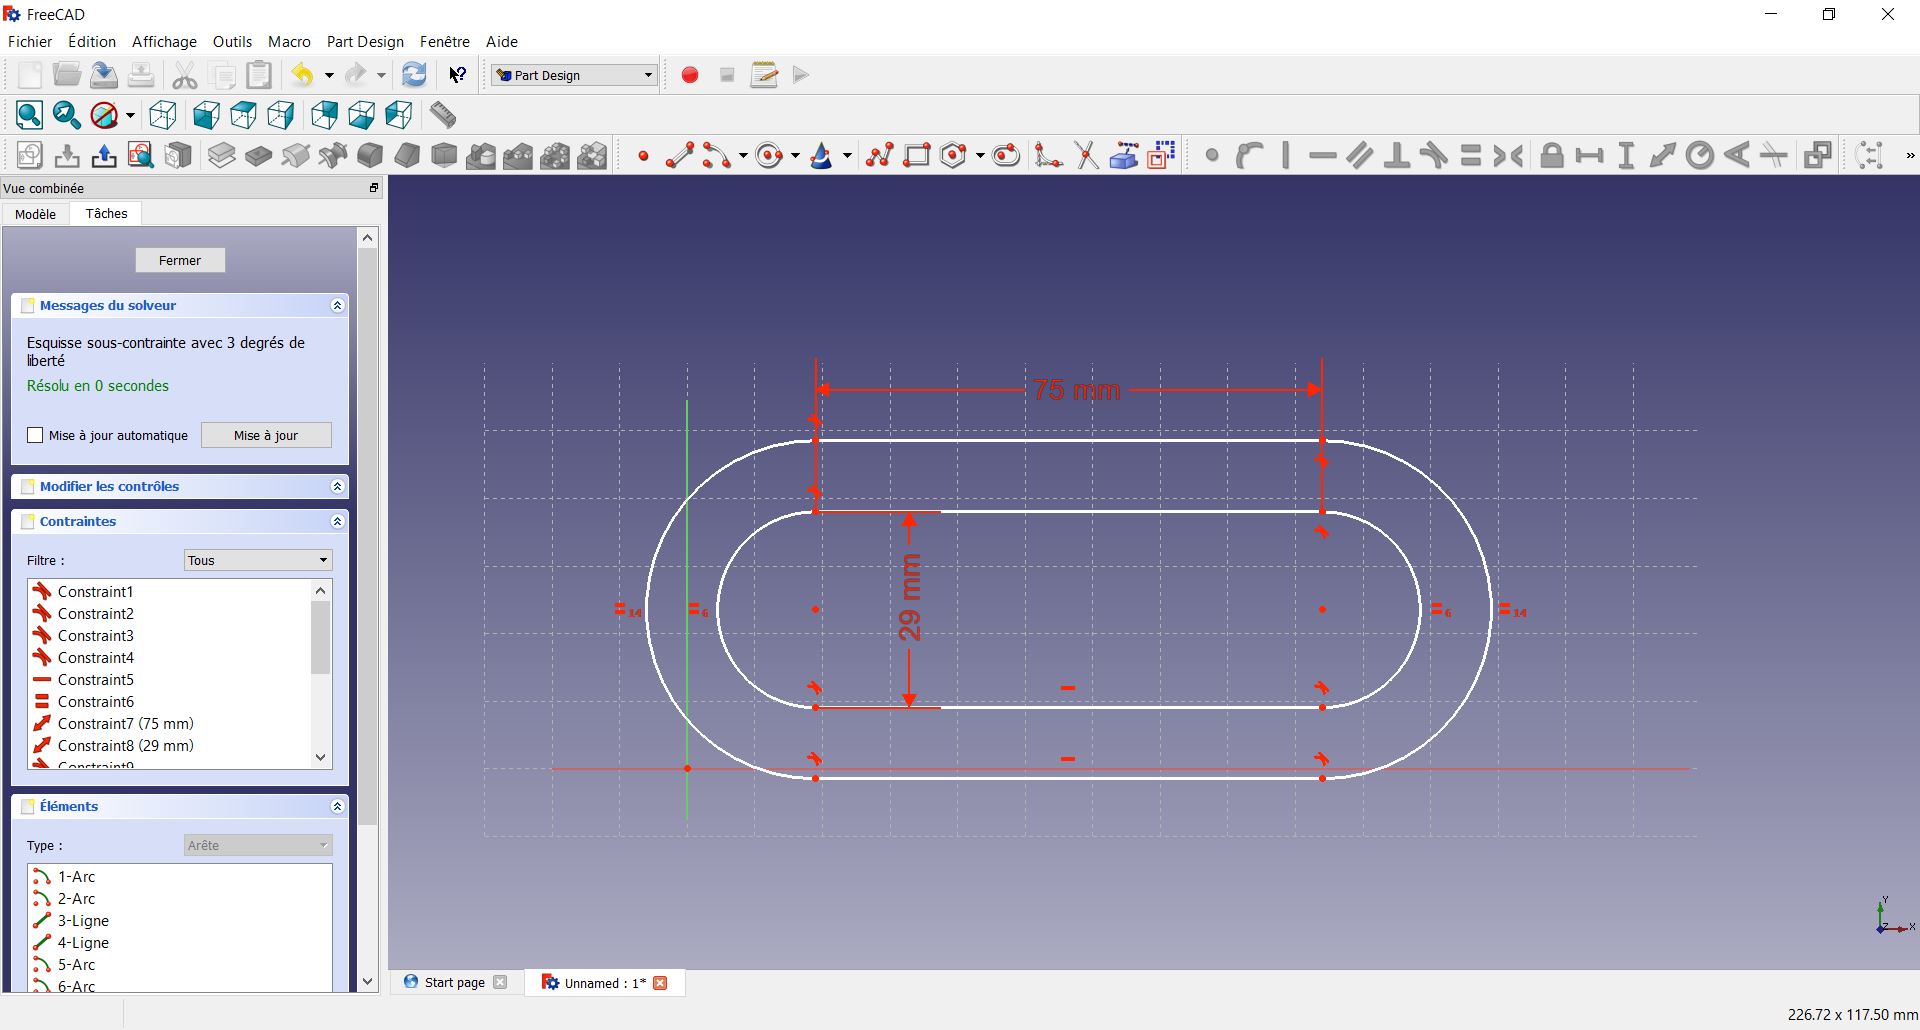 FreeCAD
Fichier Édition Affichage Outils Macro Part Design Fenêtre Aide
Part Design
»
Vue combinée
Modèle Tâches
Fermer
Messages du solveur
Esquisse sous-contrainte avec 3 degrés de
liberté
Résolu en 0 secondes
Mise à jour automatique Mise à jour
Modifier les contrôles
Contraintes
Filtre : Tous
Constraint1
Constraint2
Constraint3
Constraint4
Constraint5
Constraint6
Constraint7 (75 mm)
Constraint8 (29 mm)
Constraint9
Éléments
Type : Arête
1-Arc
2-Arc
3-Ligne
4-Ligne
5-Arc
6-Arc
75 mm
29 mm
14 6 6 14
Y
Z X
Start page Unnamed : 1*
226.72 x 117.50 mm